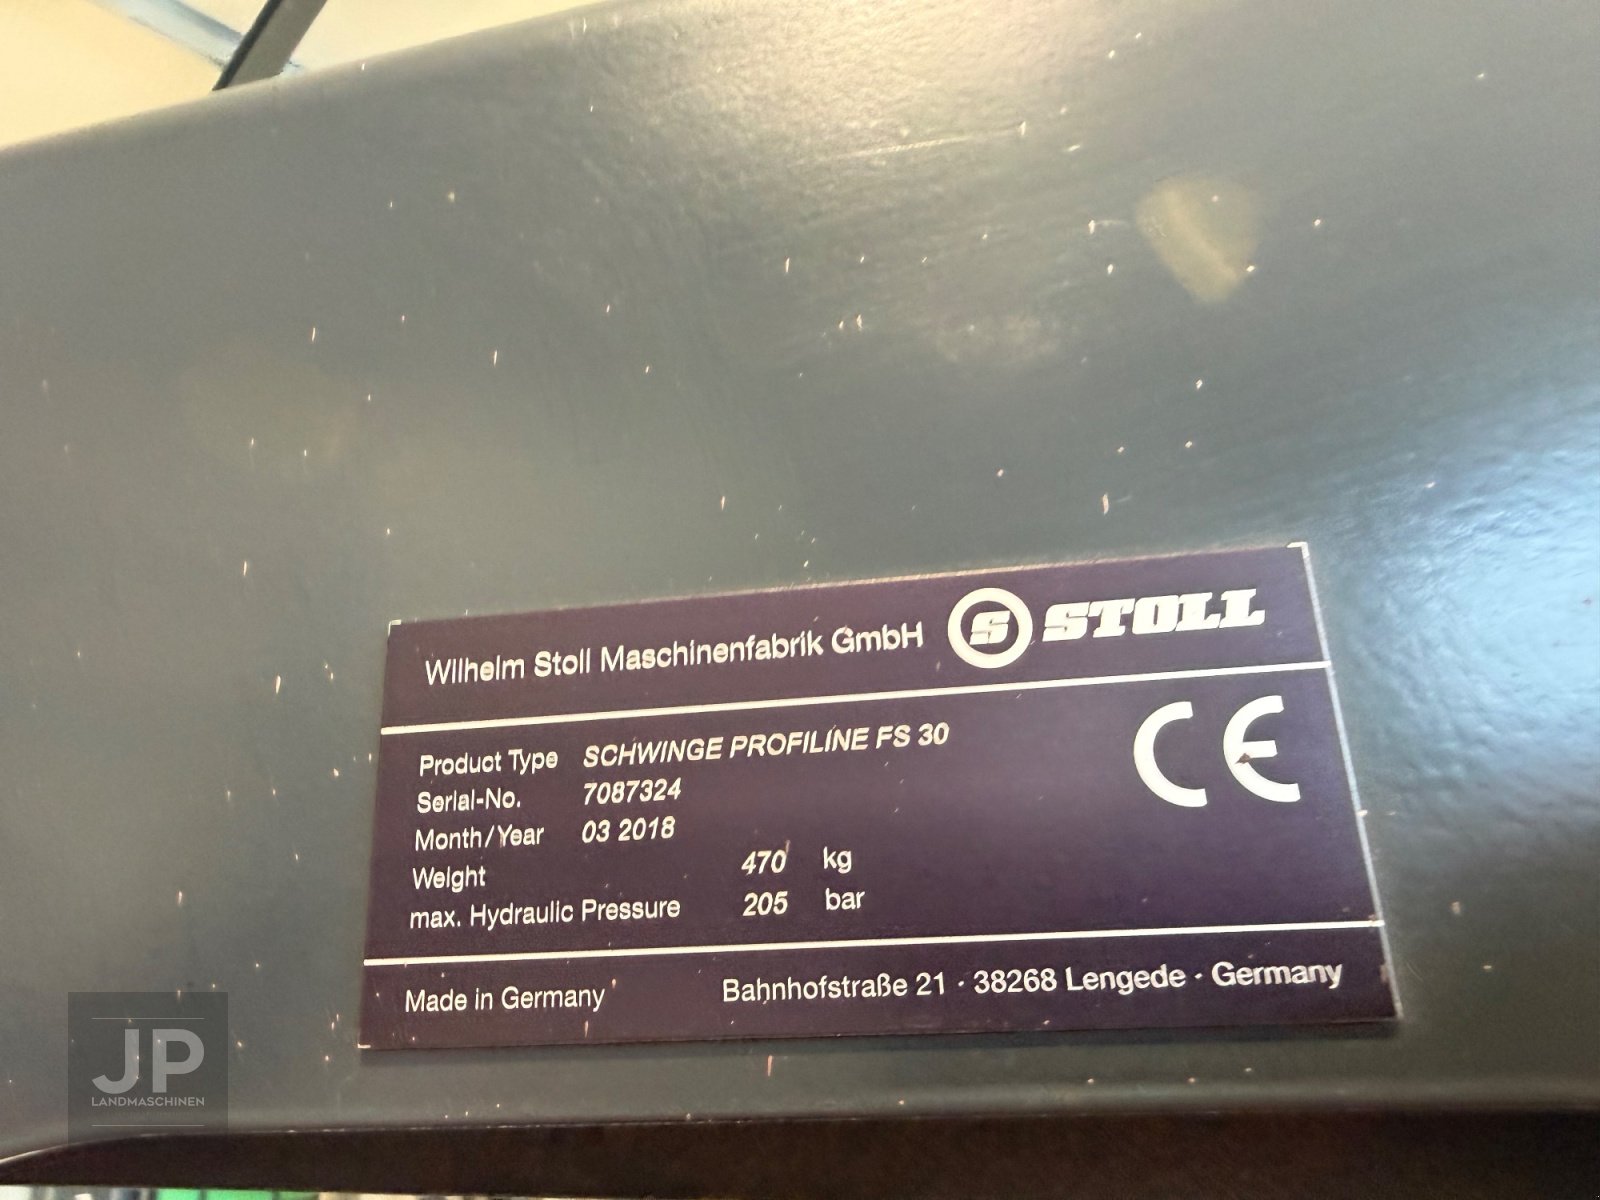 Wilhelm Stoll Maschinenfabrik GmbH S STOLL
Product Type SCHWINGE PROFILINE FS 30
Serial-No. 7087324
Month/Year 03 2018
Weight 470 kg
max. Hydraulic Pressure 205 bar
CE
Made in Germany Bahnhofstraße 21 · 38268 Lengede · Germany
JP
LANDMASCHINEN